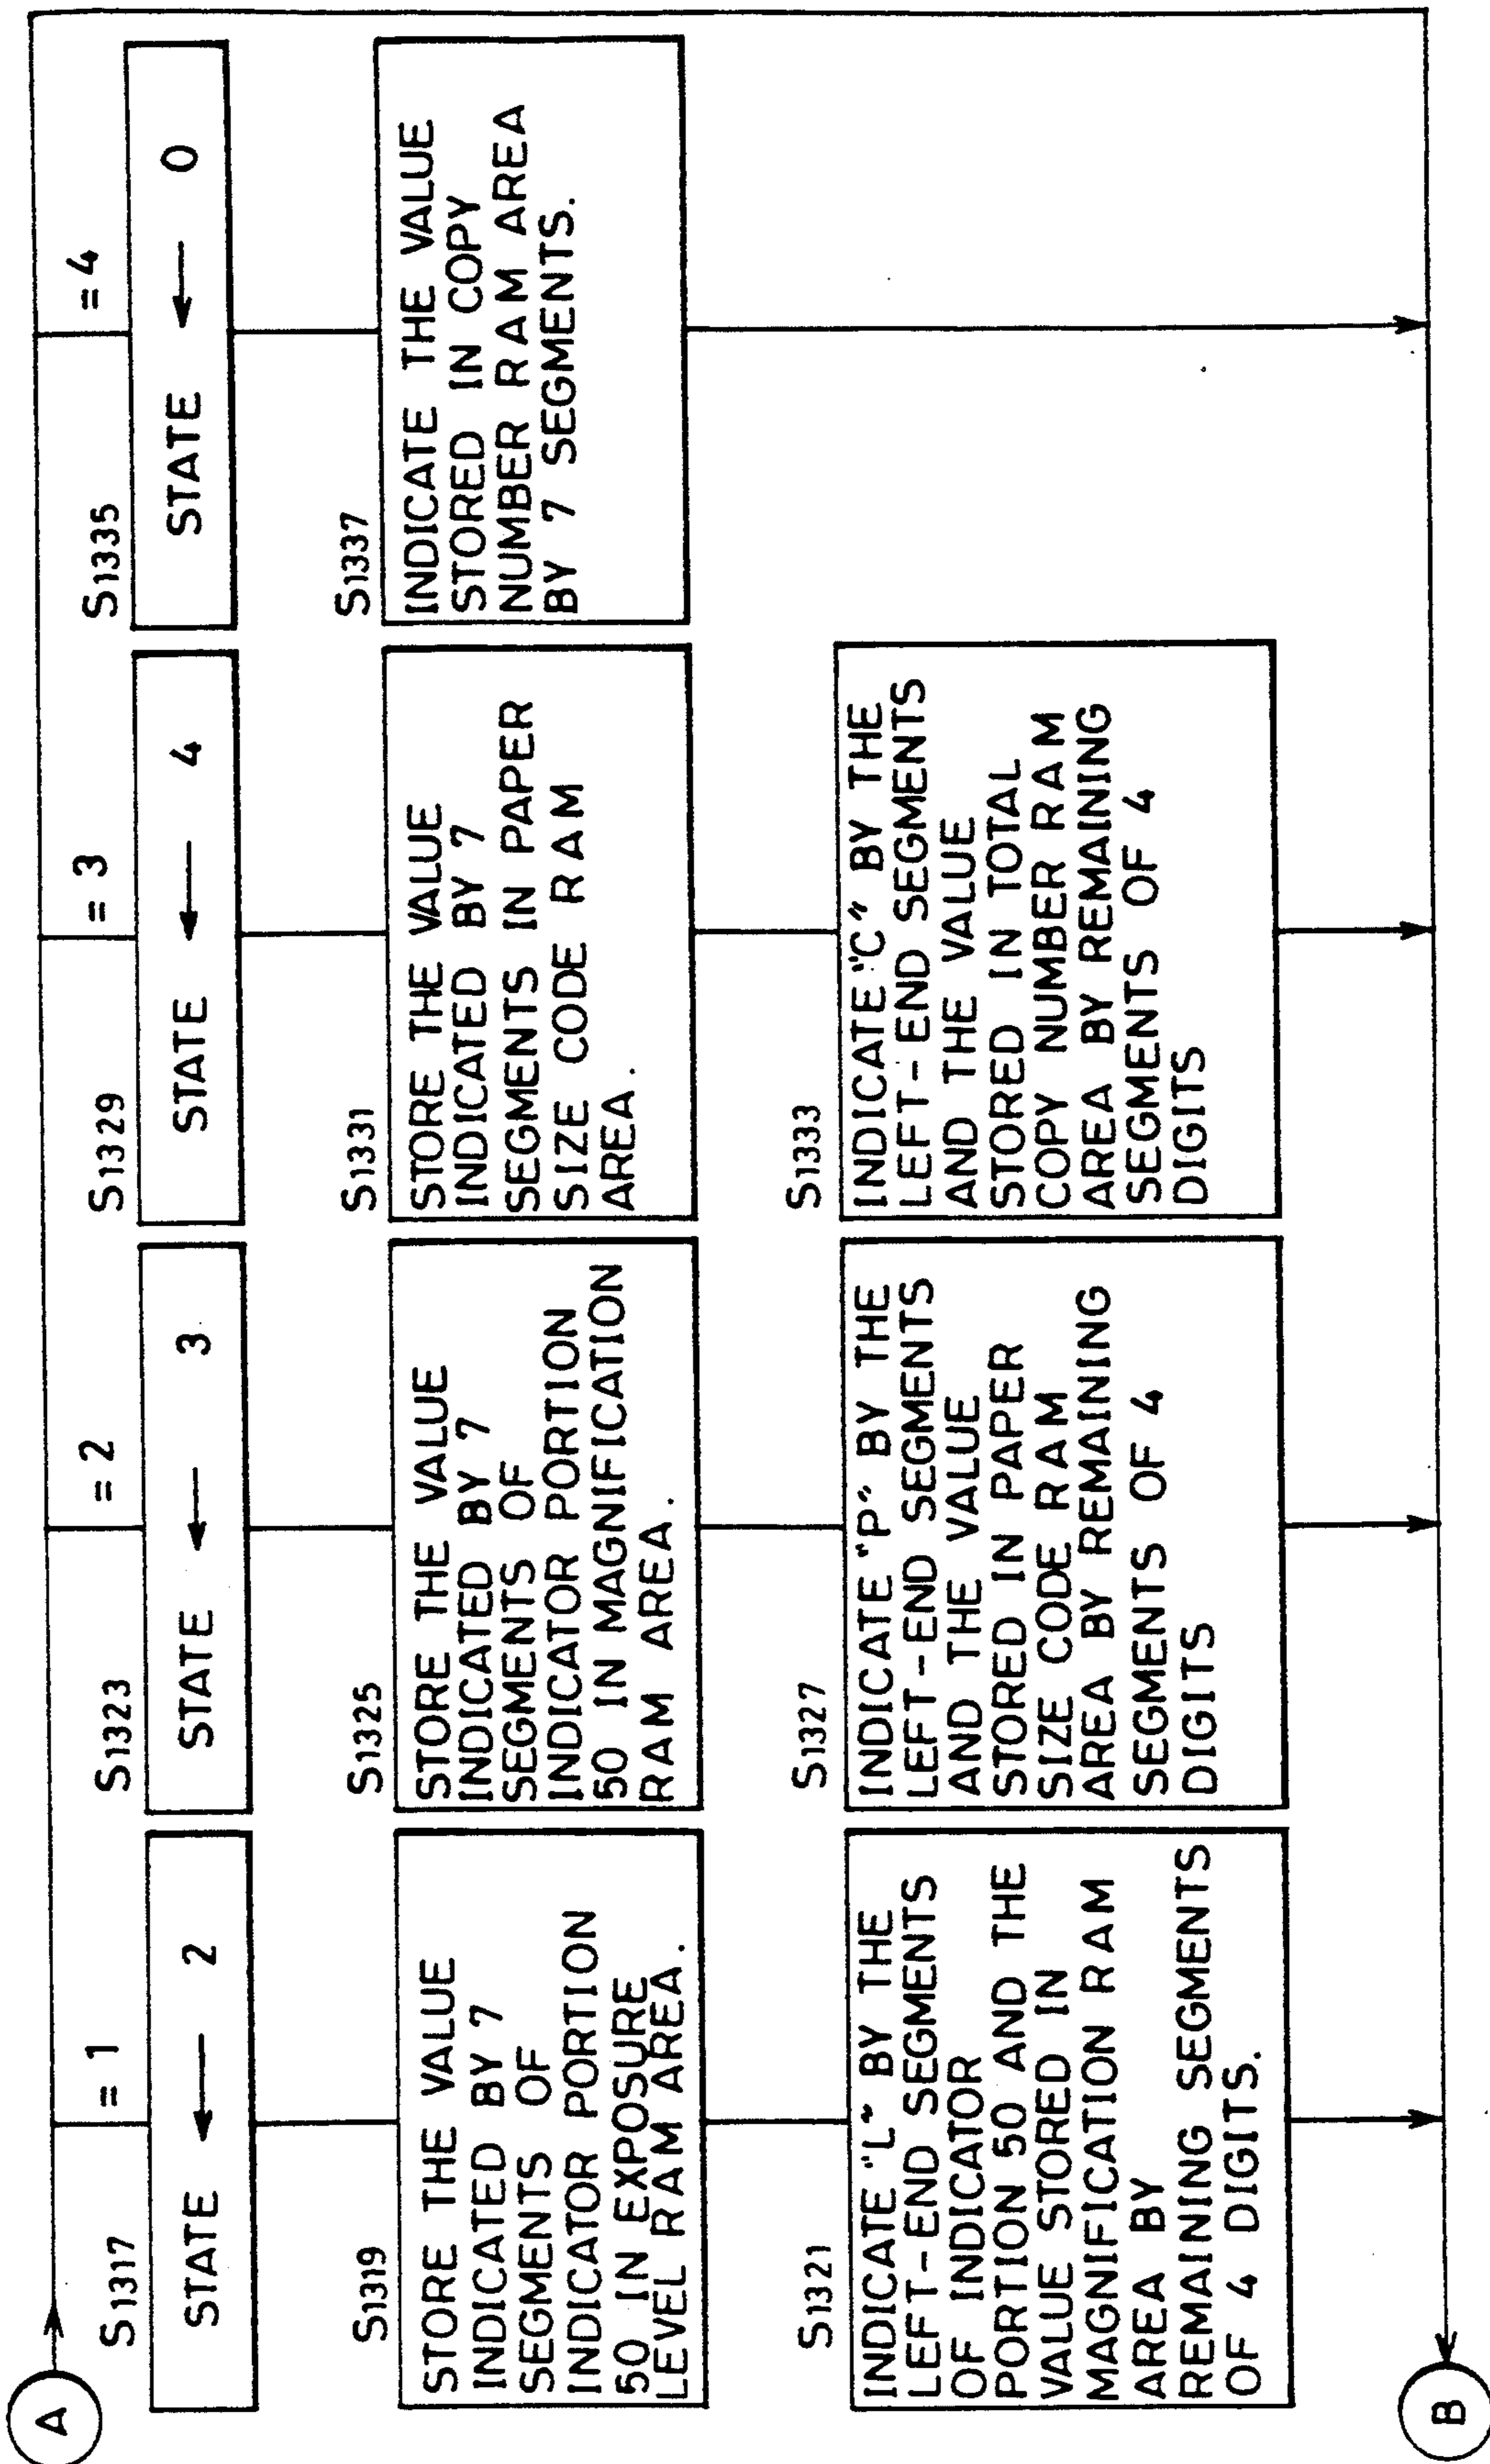 A
= 1
S1317
STATE ← 2
S1319
STORE THE VALUE
INDICATED BY 7
SEGMENTS OF
INDICATOR PORTION
50 IN EXPOSURE
LEVEL RAM AREA.
S1321
INDICATE "L" BY THE
LEFT-END SEGMENTS
OF INDICATOR
PORTION 50 AND THE
VALUE STORED IN
MAGNIFICATION RAM
AREA BY
REMAINING SEGMENTS
OF 4 DIGITS.
= 2
S1323
STATE ← 3
S1325
STORE THE VALUE
INDICATED BY 7
SEGMENTS OF
INDICATOR PORTION
50 IN MAGNIFICATION
RAM AREA.
S1327
INDICATE "P" BY THE
LEFT-END SEGMENTS
AND THE VALUE
STORED IN PAPER
SIZE CODE RAM
AREA BY REMAINING
SEGMENTS OF 4
DIGITS
= 3
S1329
STATE ← 4
S1331
STORE THE VALUE
INDICATED BY 7
SEGMENTS IN PAPER
SIZE CODE RAM
AREA.
S1333
INDICATE "C" BY THE
LEFT-END SEGMENTS
AND THE VALUE
STORED IN TOTAL
COPY NUMBER RAM
AREA BY REMAINING
SEGMENTS OF 4
DIGITS
= 4
S1335
STATE ← 0
S1337
INDICATE THE VALUE
STORED IN COPY
NUMBER RAM AREA
BY 7 SEGMENTS.
B